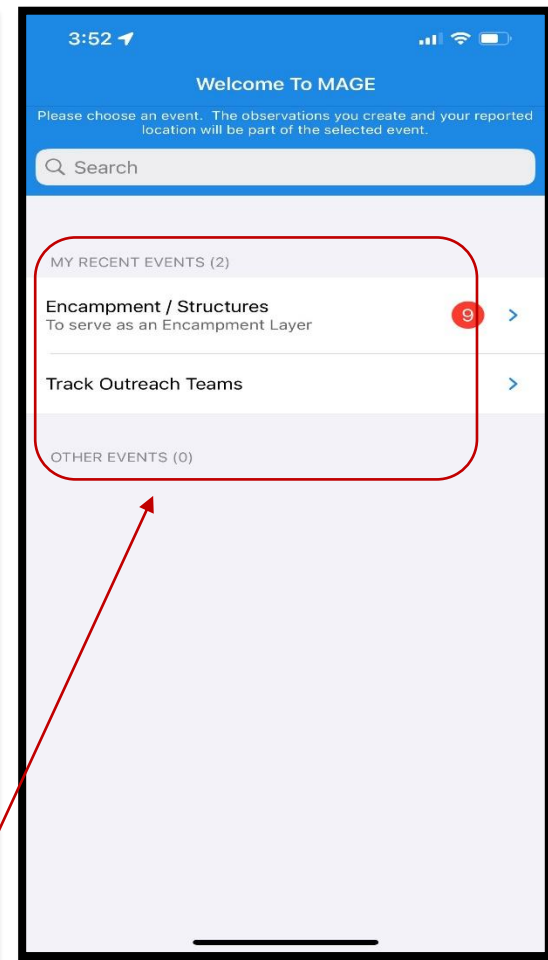 3:52
Welcome To MAGE
Please choose an event. The observations you create and your reported
location will be part of the selected event.
Search
MY RECENT EVENTS (2)
Encampment / Structures
To serve as an Encampment Layer
9
Track Outreach Teams
OTHER EVENTS (0)